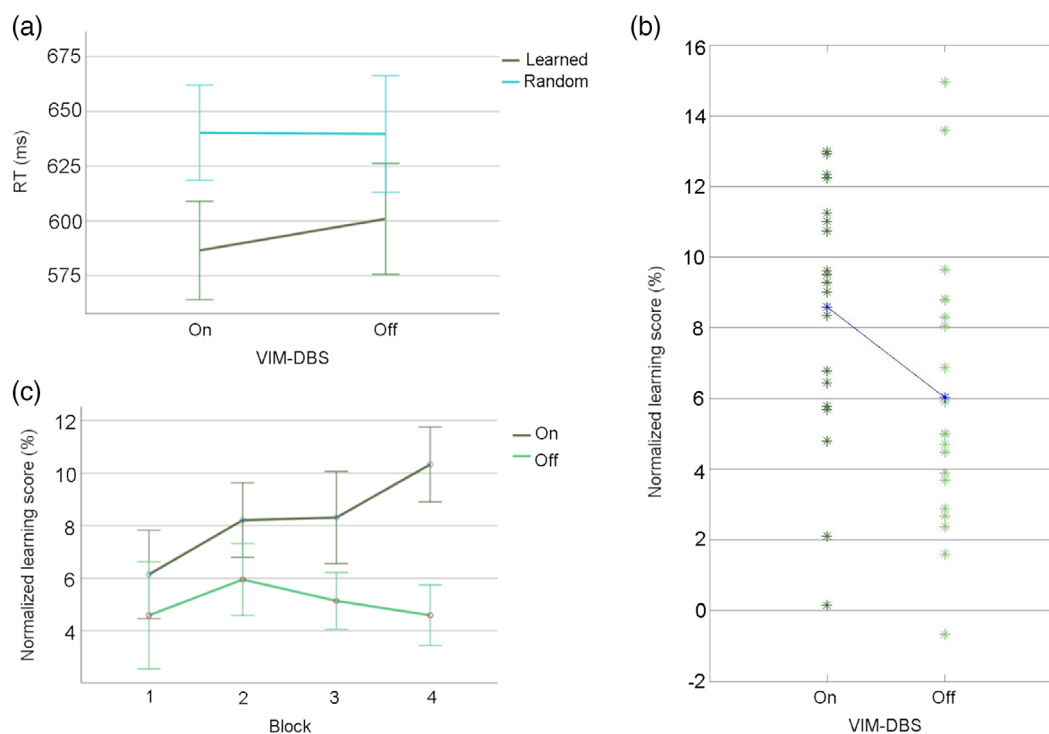 (a)
675
650
625
600
575
RT (ms)
On
Off
VIM-DBS
Learned
Random
(b)
16
14
12
10
8
6
4
2
0
-2
Normalized learning score (%)
On
Off
VIM-DBS
(c)
12
10
8
6
4
Normalized learning score (%)
1
2
3
4
Block
On
Off